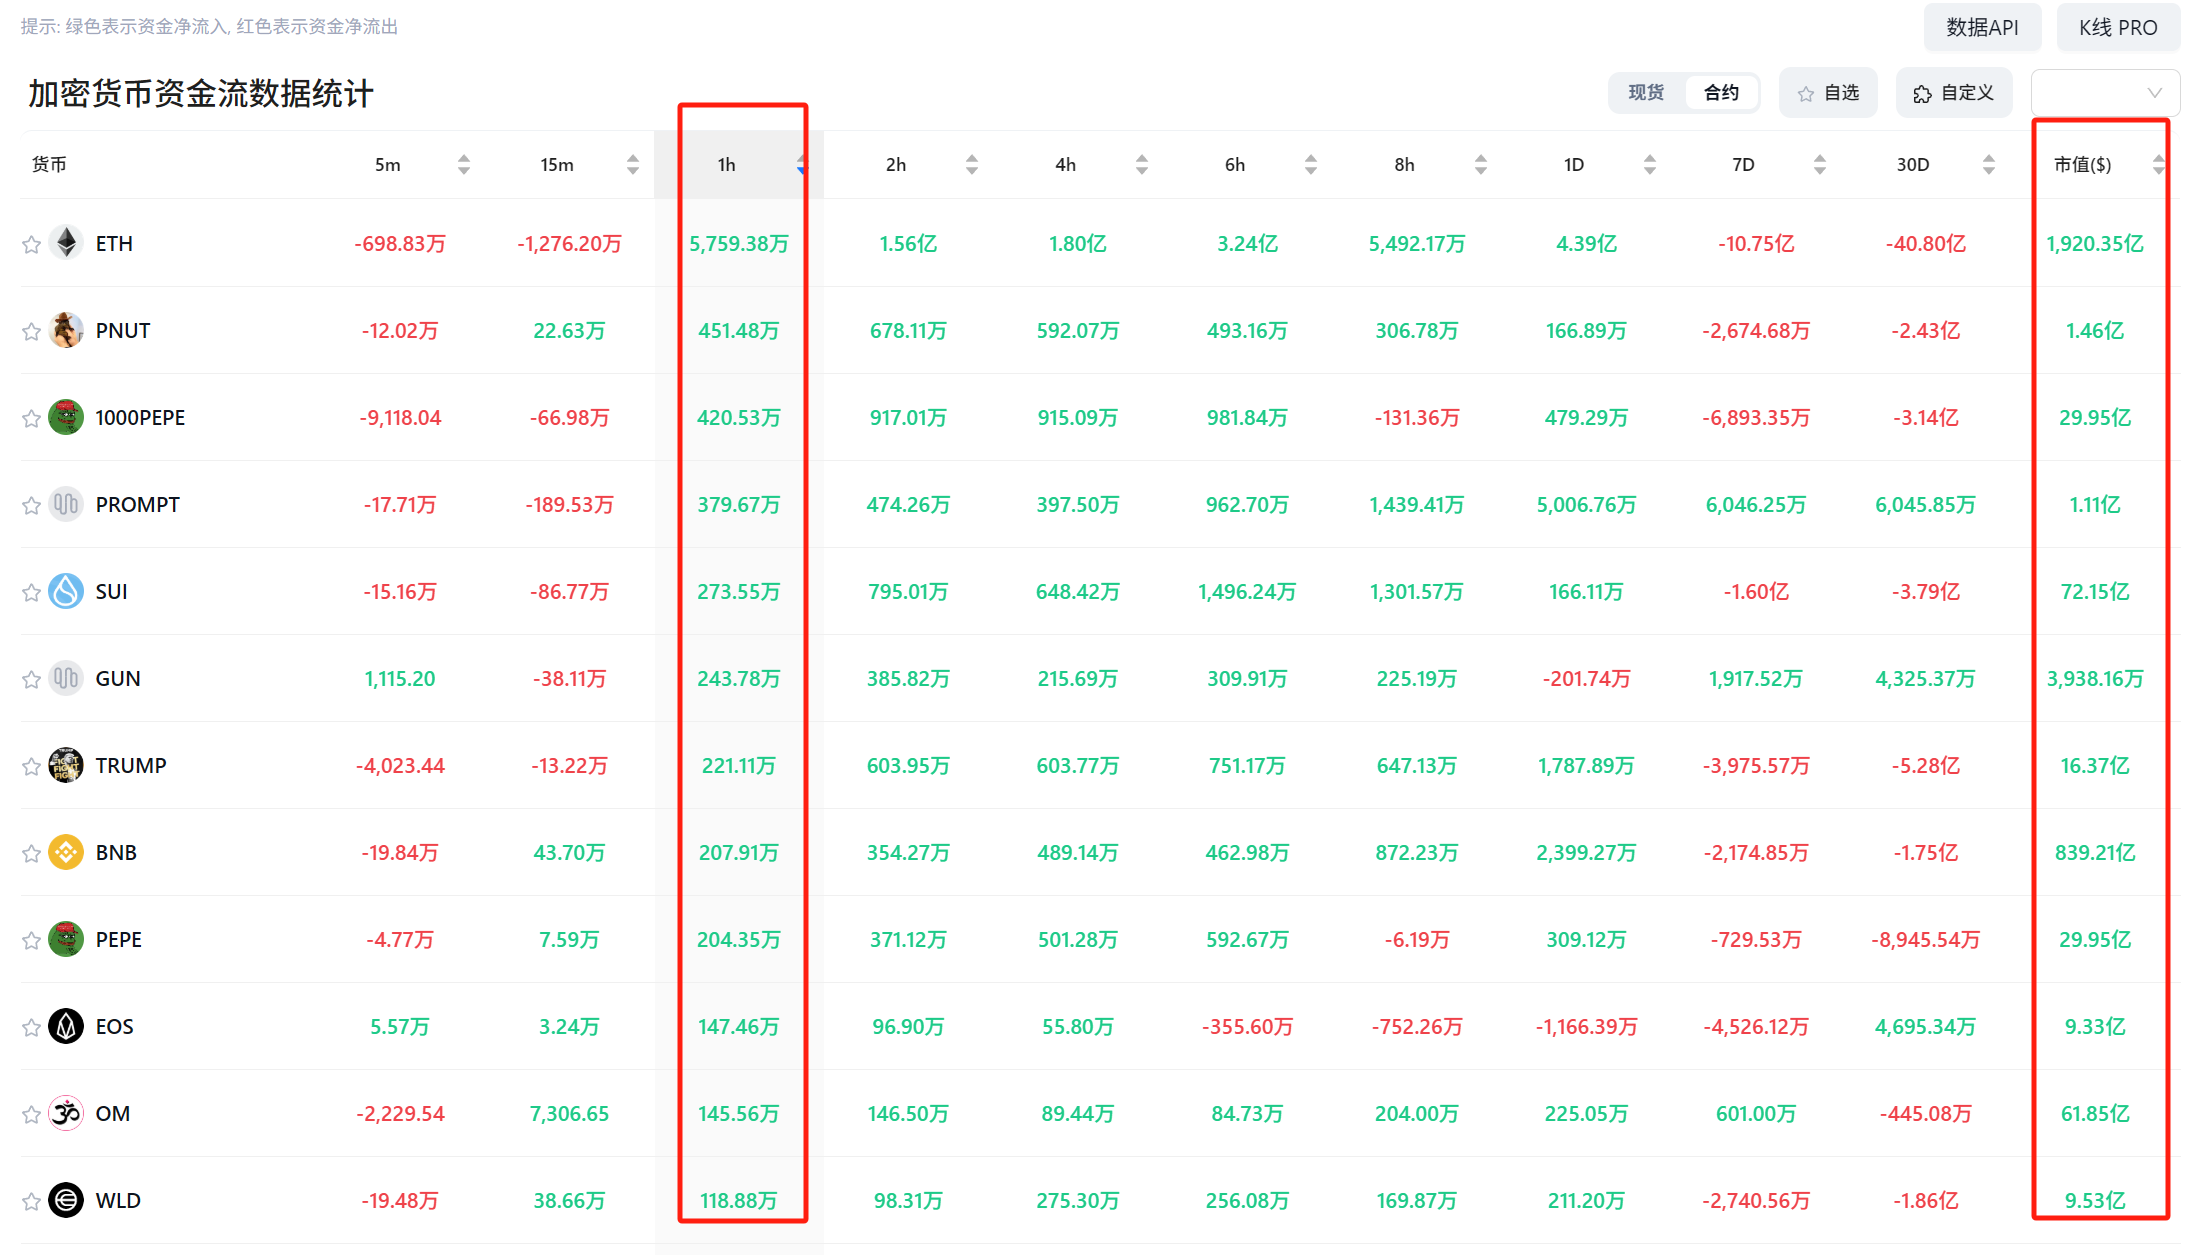 提示: 绿色表示资金净流入, 红色表示资金净流出
数据API K线 PRO
加密货币资金流数据统计
现货 合约 自选 自定义
货币 5m 15m 1h 2h 4h 6h 8h 1D 7D 30D 市值($)
ETH -698.83万 -1,276.20万 5,759.38万 1.56亿 1.80亿 3.24亿 5,492.17万 4.39亿 -10.75亿 -40.80亿 1,920.35亿
PNUT -12.02万 22.63万 451.48万 678.11万 592.07万 493.16万 306.78万 166.89万 -2,674.68万 -2.43亿 1.46亿
1000PEPE -9,118.04 -66.98万 420.53万 917.01万 915.09万 981.84万 -131.36万 479.29万 -6,893.35万 -3.14亿 29.95亿
PROMPT -17.71万 -189.53万 379.67万 474.26万 397.50万 962.70万 1,439.41万 5,006.76万 6,046.25万 6,045.85万 1.11亿
SUI -15.16万 -86.77万 273.55万 795.01万 648.42万 1,496.24万 1,301.57万 166.11万 -1.60亿 -3.79亿 72.15亿
GUN 1,115.20 -38.11万 243.78万 385.82万 215.69万 309.91万 225.19万 -201.74万 1,917.52万 4,325.37万 3,938.16万
TRUMP -4,023.44 -13.22万 221.11万 603.95万 603.77万 751.17万 647.13万 1,787.89万 -3,975.57万 -5.28亿 16.37亿
BNB -19.84万 43.70万 207.91万 354.27万 489.14万 462.98万 872.23万 2,399.27万 -2,174.85万 -1.75亿 839.21亿
PEPE -4.77万 7.59万 204.35万 371.12万 501.28万 592.67万 -6.19万 309.12万 -729.53万 -8,945.54万 29.95亿
EOS 5.57万 3.24万 147.46万 96.90万 55.80万 -355.60万 -752.26万 -1,166.39万 -4,526.12万 4,695.34万 9.33亿
OM -2,229.54 7,306.65 145.56万 146.50万 89.44万 84.73万 204.00万 225.05万 601.00万 -445.08万 61.85亿
WLD -19.48万 38.66万 118.88万 98.31万 275.30万 256.08万 169.87万 211.20万 -2,740.56万 -1.86亿 9.53亿